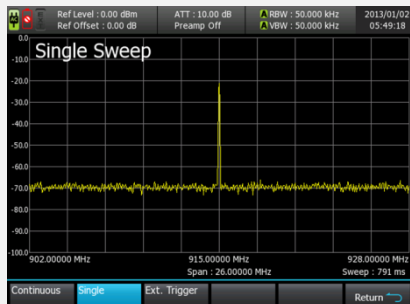 Ref Level : 0.00 dBm ATT : 10.00 dB A RBW : 50.000 kHz 2013/01/02
AC Ref Offset : 0.00 dB Preamp Off A VBW : 50.000 kHz 05:49:18
0.0
Single Sweep
-10.0
-20.0
-30.0
-40.0
-50.0
-60.0
-70.0
-80.0
-90.0
-100.0
902.00000 MHz 915.00000 MHz 928.00000 MHz
Span : 26.00000 MHz Sweep : 791 ms
Continuous Single Ext. Trigger Return